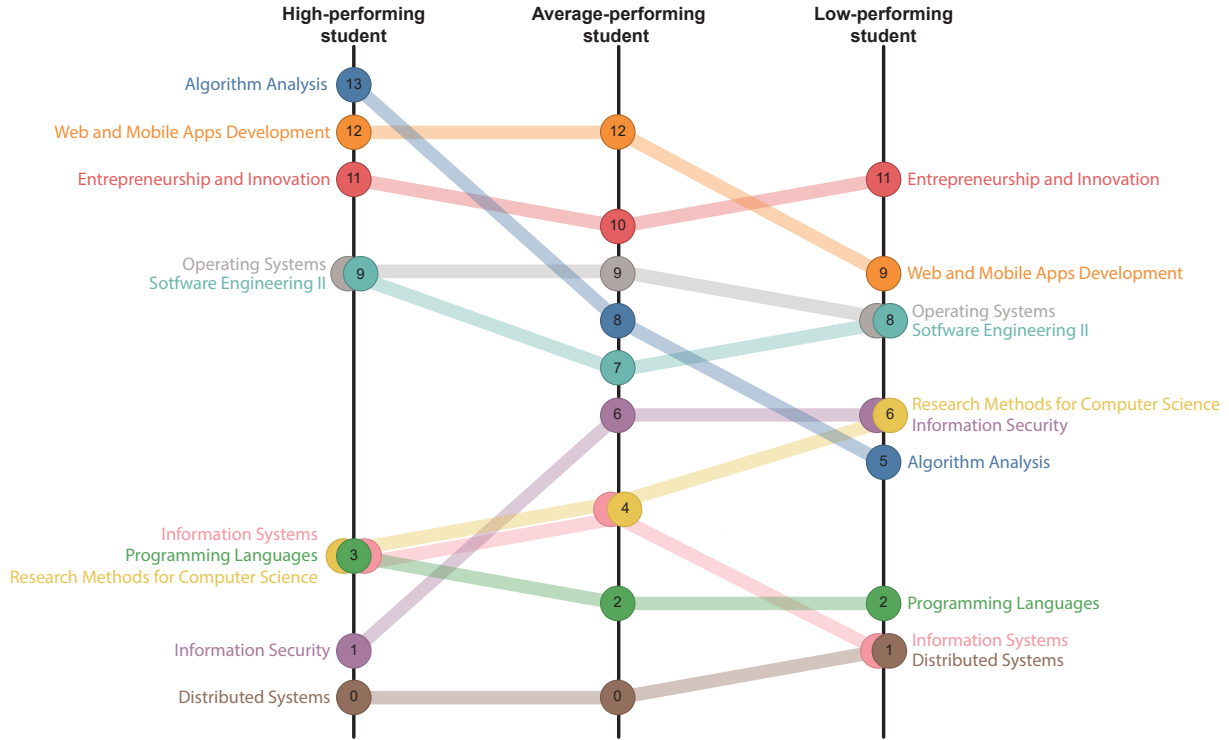 High-performing
student
Average-performing
student
Low-performing
student
Algorithm Analysis
13
Web and Mobile Apps Development
12
12
Entrepreneurship and Innovation
11
11
Entrepreneurship and Innovation
10
Operating Systems
Sotfware Engineering II
9
9
9
Web and Mobile Apps Development
8
8
Operating Systems
Sotfware Engineering II
7
6
6
Research Methods for Computer Science
Information Security
5
Algorithm Analysis
4
Information Systems
Programming Languages
Research Methods for Computer Science
3
2
2
Programming Languages
Information Security
1
1
Information Systems
Distributed Systems
Distributed Systems
0
0